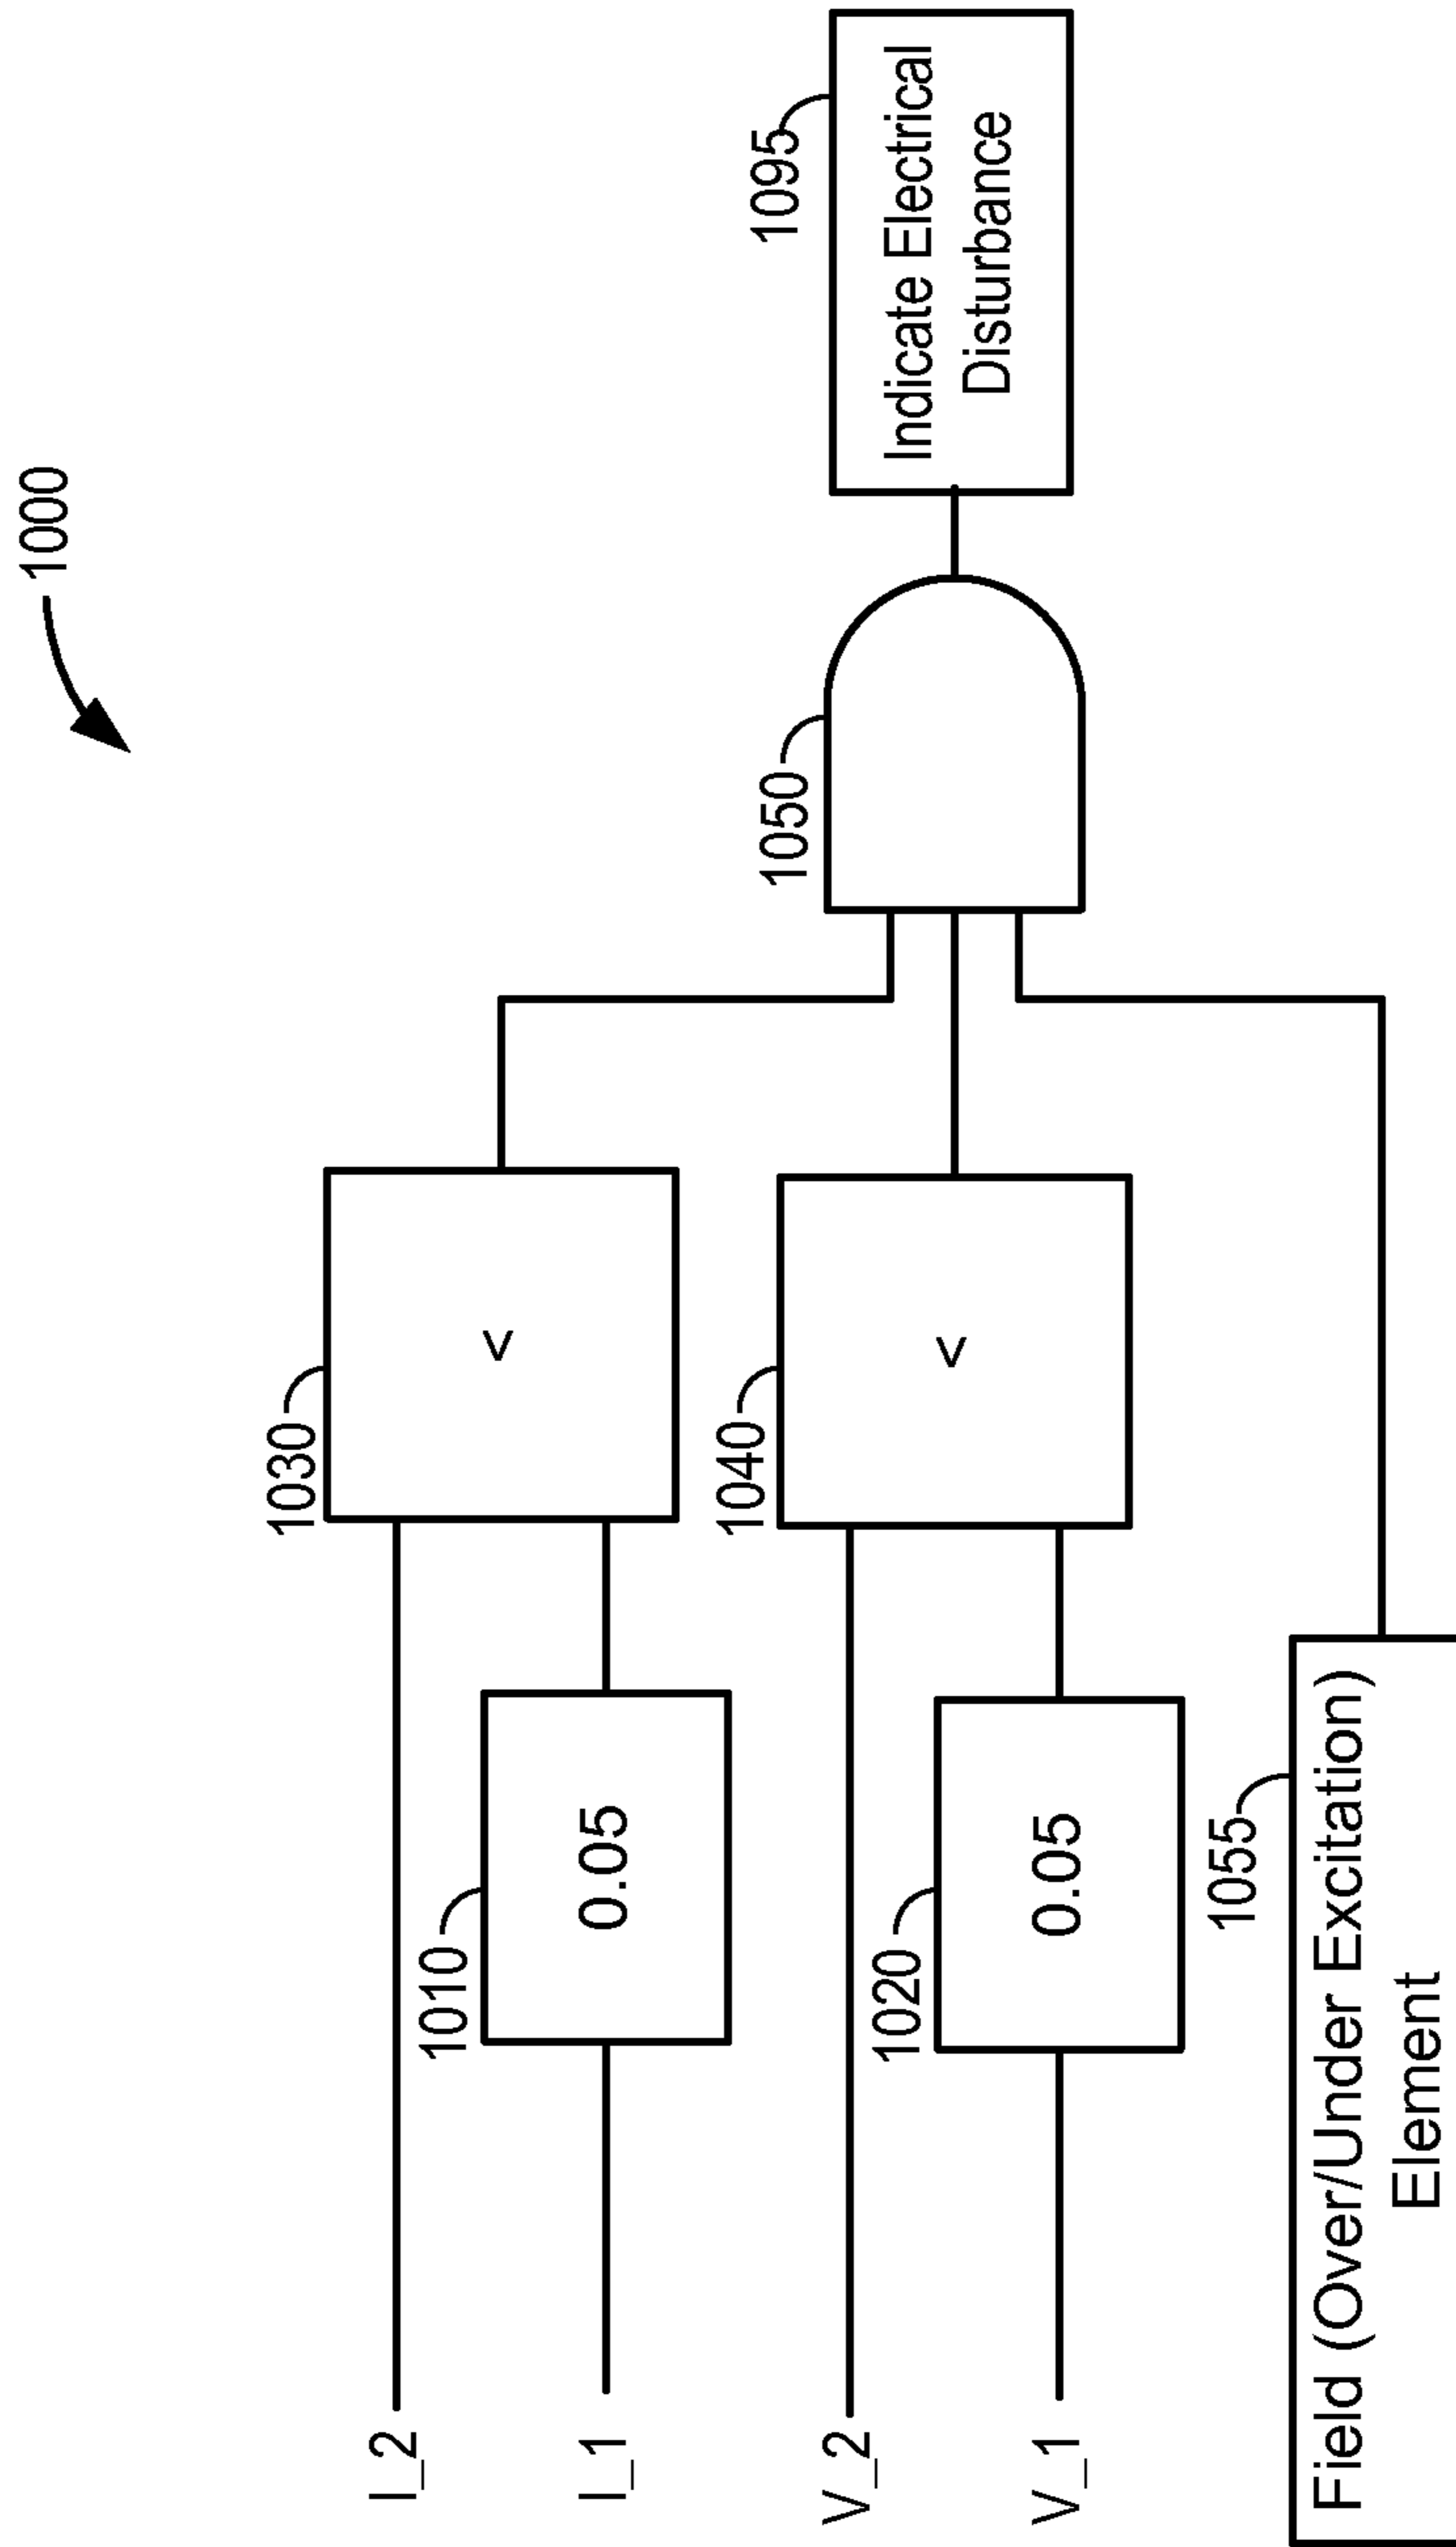 1000
I_2
1030
<
I_1
1010
0.05
V_2
1040
<
V_1
1020
0.05
1050
1095
Indicate Electrical
Disturbance
1055
Field (Over/Under Excitation)
Element